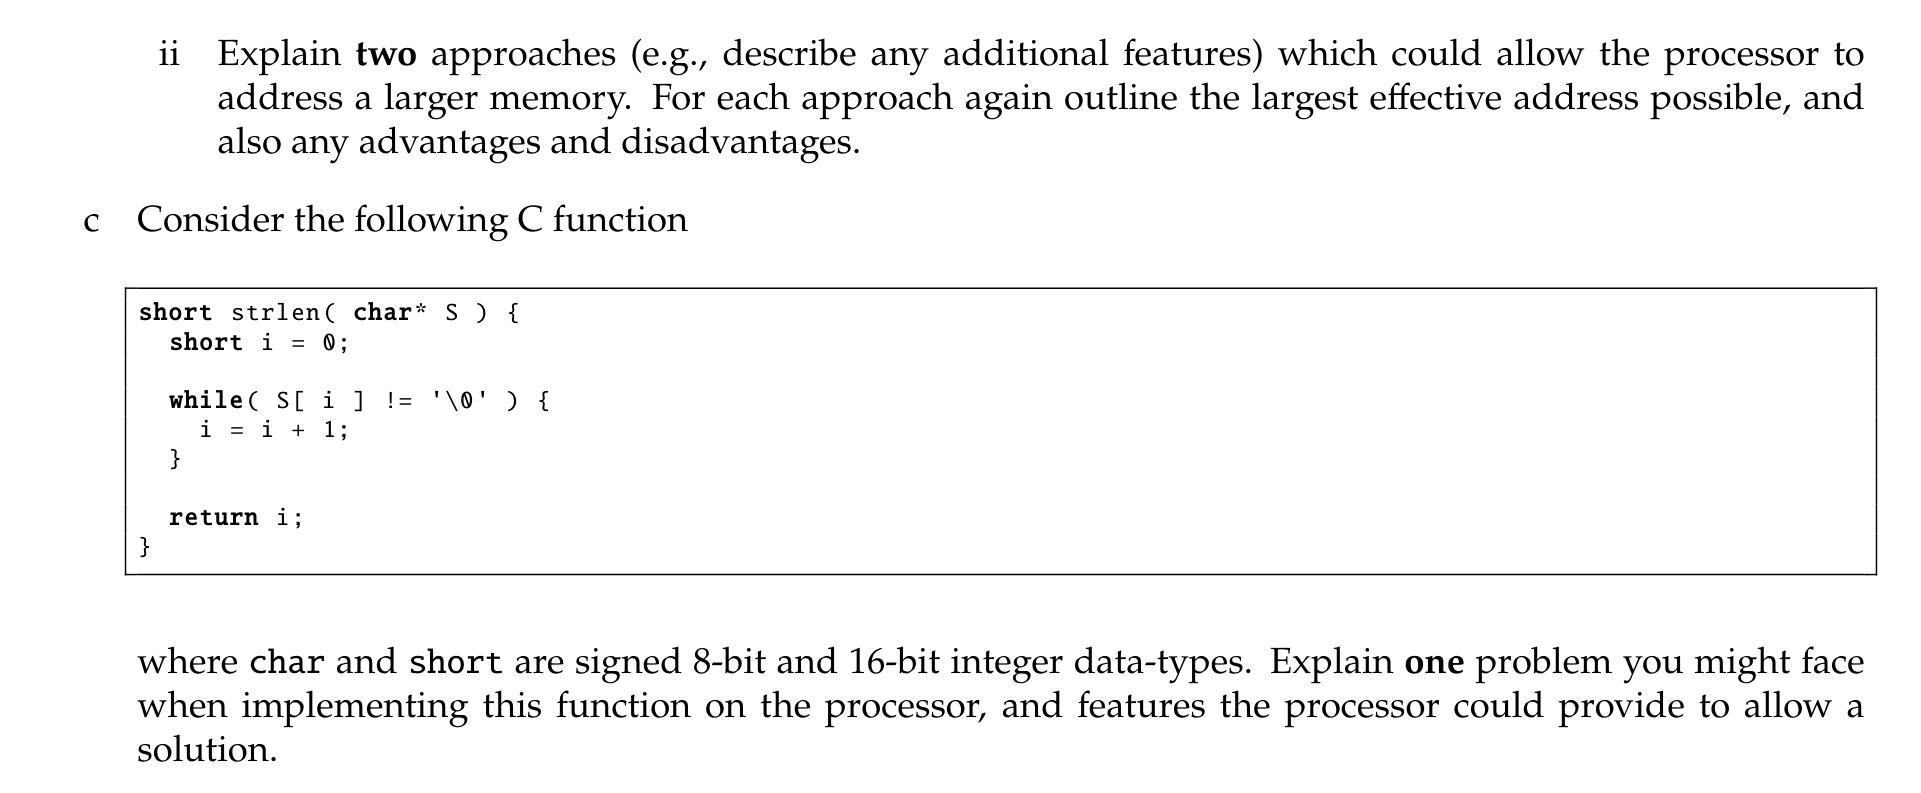 ii Explain two approaches (e.g., describe any additional features) which could allow the processor to
address a larger memory. For each approach again outline the largest effective address possible, and
also any advantages and disadvantages.
c Consider the following C function
short strlen( char* S ) {
  short i = 0;
  while( S[ i ] != '\0' ) {
    i = i + 1;
  }
  return i;
}
where char and short are signed 8-bit and 16-bit integer data-types. Explain one problem you might face
when implementing this function on the processor, and features the processor could provide to allow a
solution.